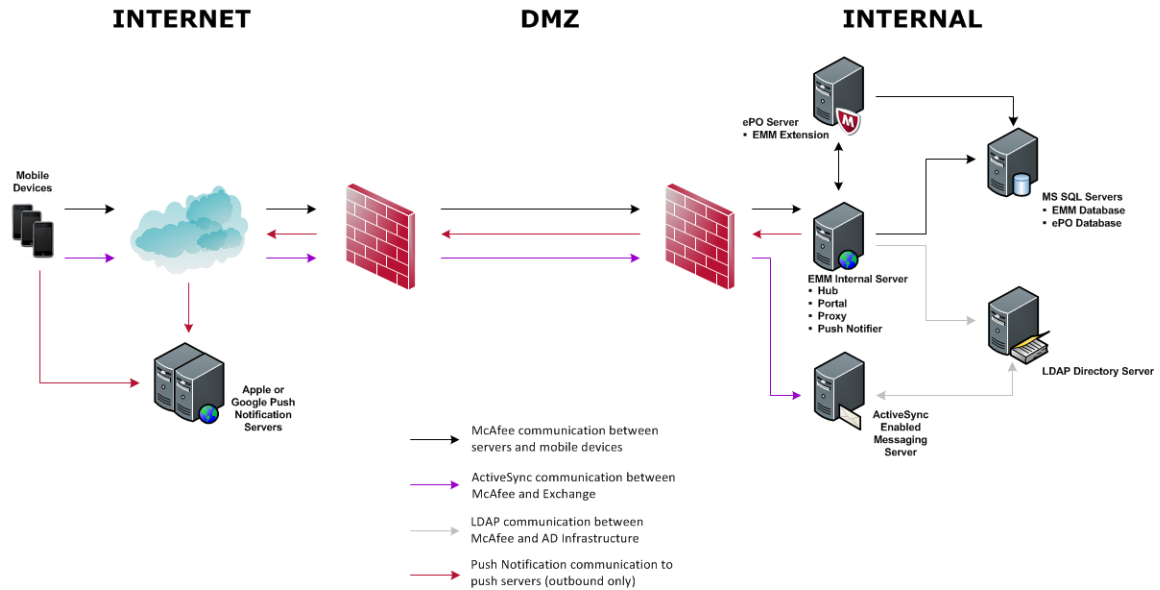 INTERNET
DMZ
INTERNAL
ePO Server
▪ EMM Extension
Mobile
Devices
MS SQL Servers
▪ EMM Database
▪ ePO Database
EMM Internal Server
▪ Hub
▪ Portal
▪ Proxy
▪ Push Notifier
LDAP Directory Server
Apple or
Google Push
Notification
Servers
ActiveSync
Enabled
Messaging
Server
McAfee communication between
servers and mobile devices
ActiveSync communication between
McAfee and Exchange
LDAP communication between
McAfee and AD Infrastructure
Push Notification communication to
push servers (outbound only)